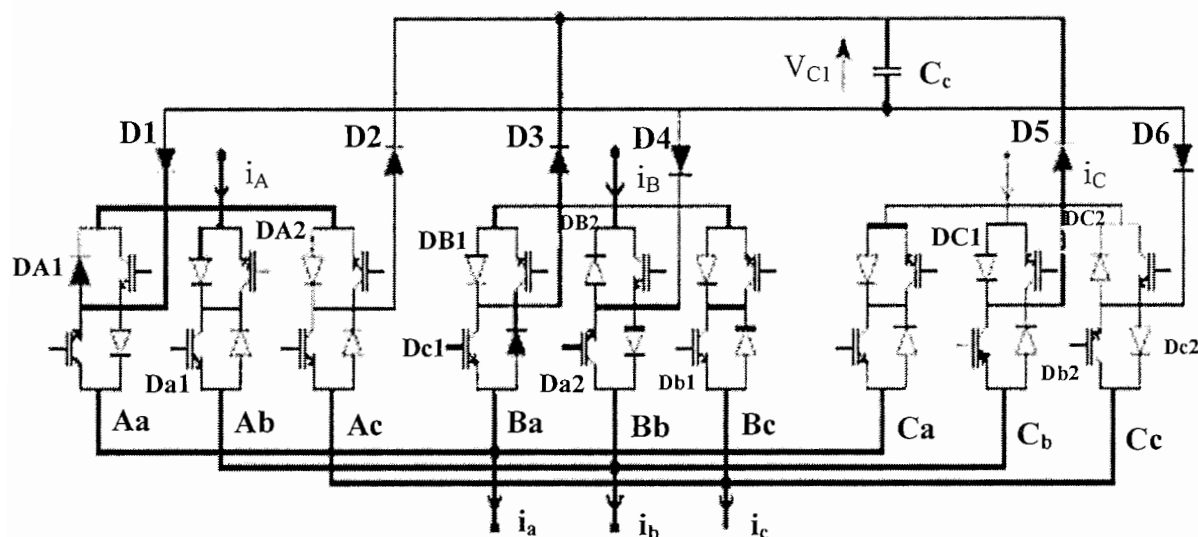 V_C1 C_c
D1 D2 D3 D4 D5 D6
i_A i_B i_C
DA1 DA2 DB1 DB2 DC1 DC2
Da1 Dc1 Da2 Db1 Db2 Dc2
Aa Ab Ac Ba Bb Bc Ca C_b Cc
i_a i_b i_c